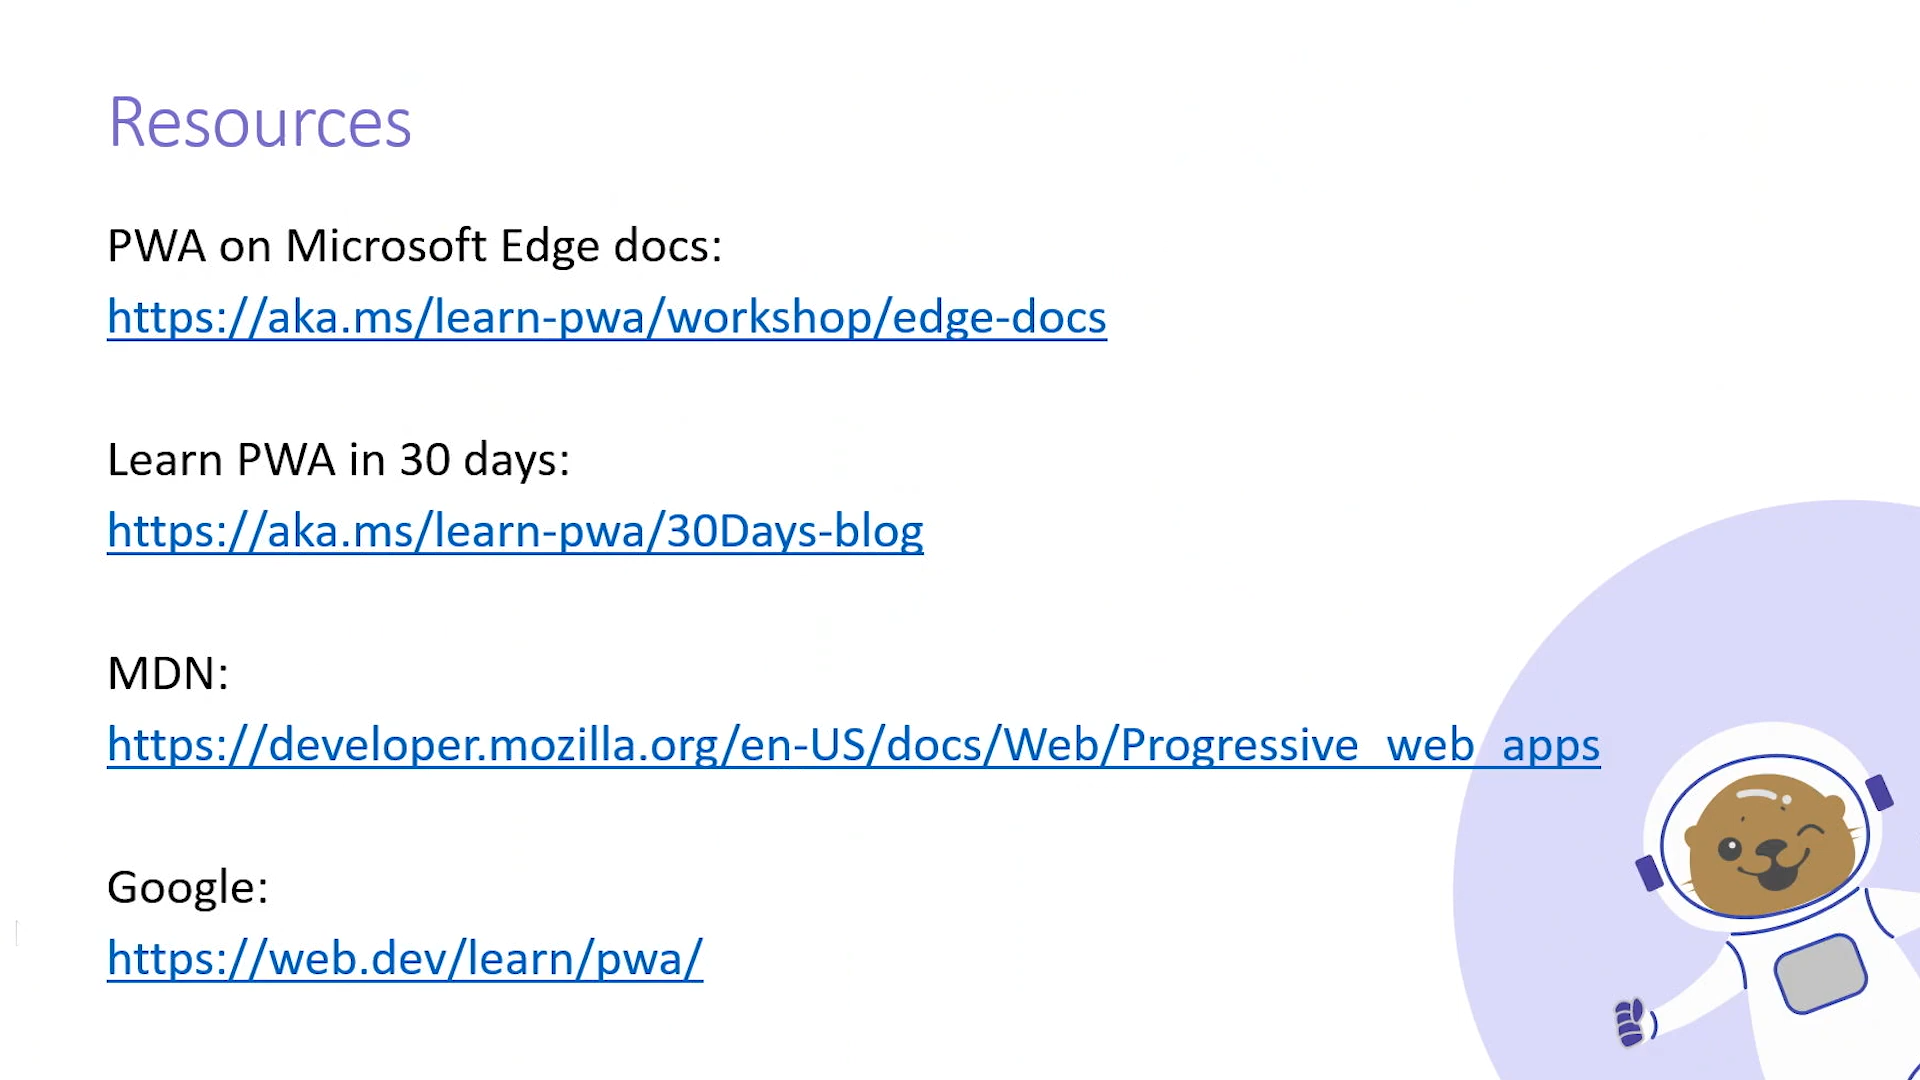 Resources
PWA on Microsoft Edge docs:
https://aka.ms/learn-pwa/workshop/edge-docs
Learn PWA in 30 days:
https://aka.ms/learn-pwa/30Days-blog
MDN:
https://developer.mozilla.org/en-US/docs/Web/Progressive_web_apps
Google:
https://web.dev/learn/pwa/